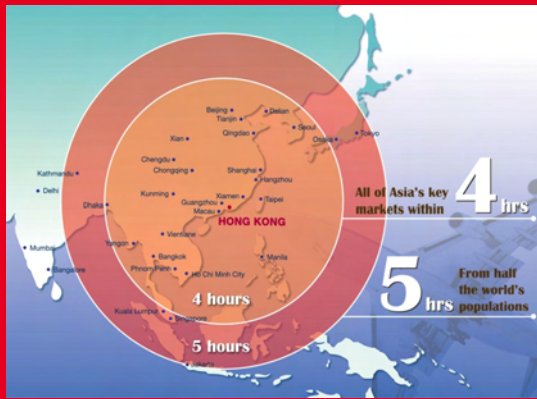 Beijing
Tianjin
Dalian
Qingdao
Seoul
Osaka
Tokyo
Xian
Chengdu
Chongqing
Shanghai
Hangzhou
Kathmandu
Delhi
Kunming
Xiamen
Taipei
Dhaka
Guangzhou
Macau
HONG KONG
All of Asia's key
markets within
4 hrs
Vientiane
Yangon
Mumbai
Bangkok
Manila
Bangalore
Phnom Penh
Ho Chi Minh City
5 hrs
From half
the world's
populations
4 hours
Kuala Lumpur
Singapore
5 hours
Jakarta